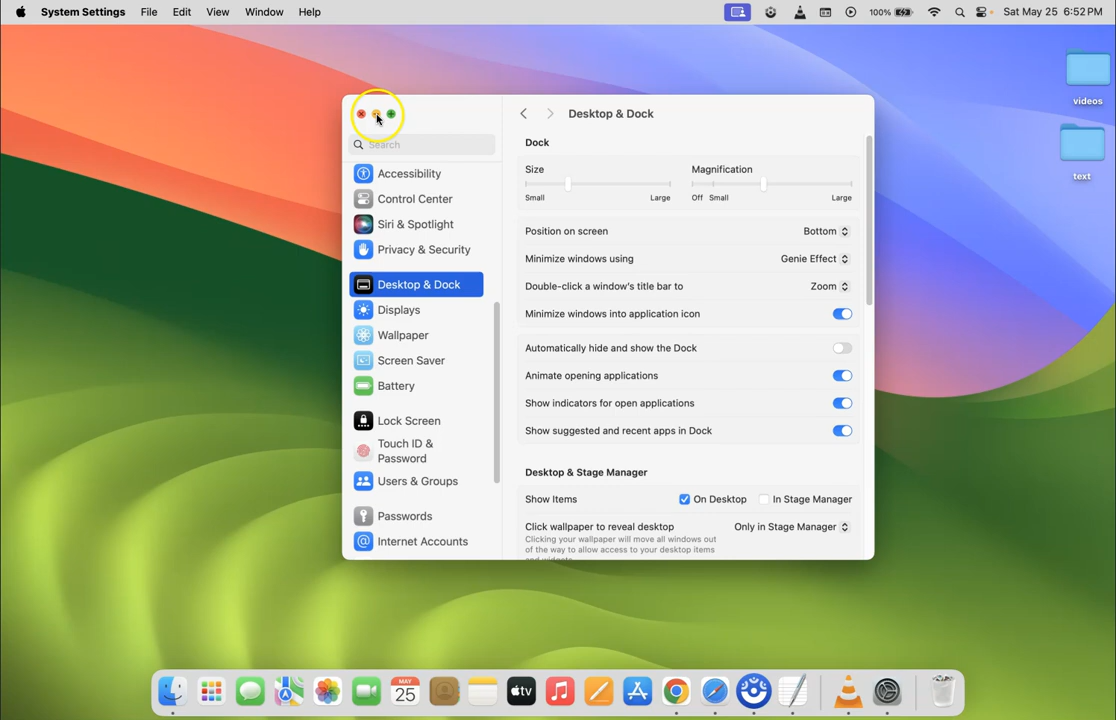 System Settings File Edit View Window Help 100% Sat May 25 6:52 PM
videos
text
Search
Accessibility
Control Center
Siri & Spotlight
Privacy & Security
Desktop & Dock
Displays
Wallpaper
Screen Saver
Battery
Lock Screen
Touch ID &
Password
Users & Groups
Passwords
Internet Accounts
Desktop & Dock
Dock
Size Magnification
Small Large Off Small Large
Position on screen Bottom
Minimize windows using Genie Effect
Double-click a window's title bar to Zoom
Minimize windows into application icon
Automatically hide and show the Dock
Animate opening applications
Show indicators for open applications
Show suggested and recent apps in Dock
Desktop & Stage Manager
Show Items On Desktop In Stage Manager
Click wallpaper to reveal desktop Only in Stage Manager
Clicking your wallpaper will move all windows out
of the way to allow access to your desktop items
and widgets
MAY
25
tv